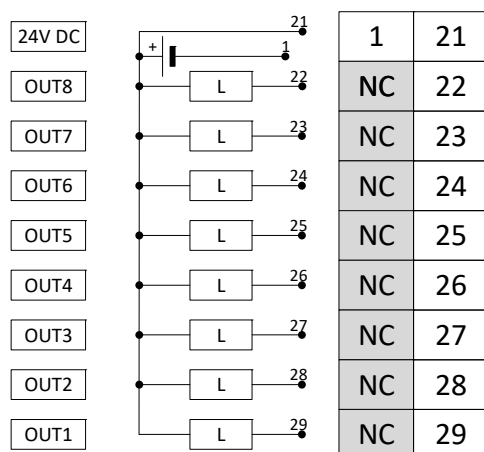 24V DC 21 1 21
+ 1
OUT8 L 22 NC 22
OUT7 L 23 NC 23
OUT6 L 24 NC 24
OUT5 L 25 NC 25
OUT4 L 26 NC 26
OUT3 L 27 NC 27
OUT2 L 28 NC 28
OUT1 L 29 NC 29